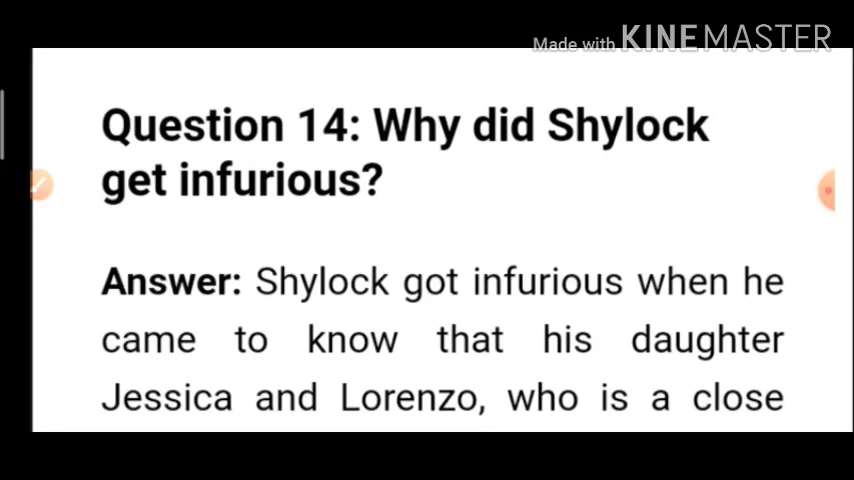 Made with KINEMASTER
Question 14: Why did Shylock
get infurious?
Answer: Shylock got infurious when he
came to know that his daughter
Jessica and Lorenzo, who is a close